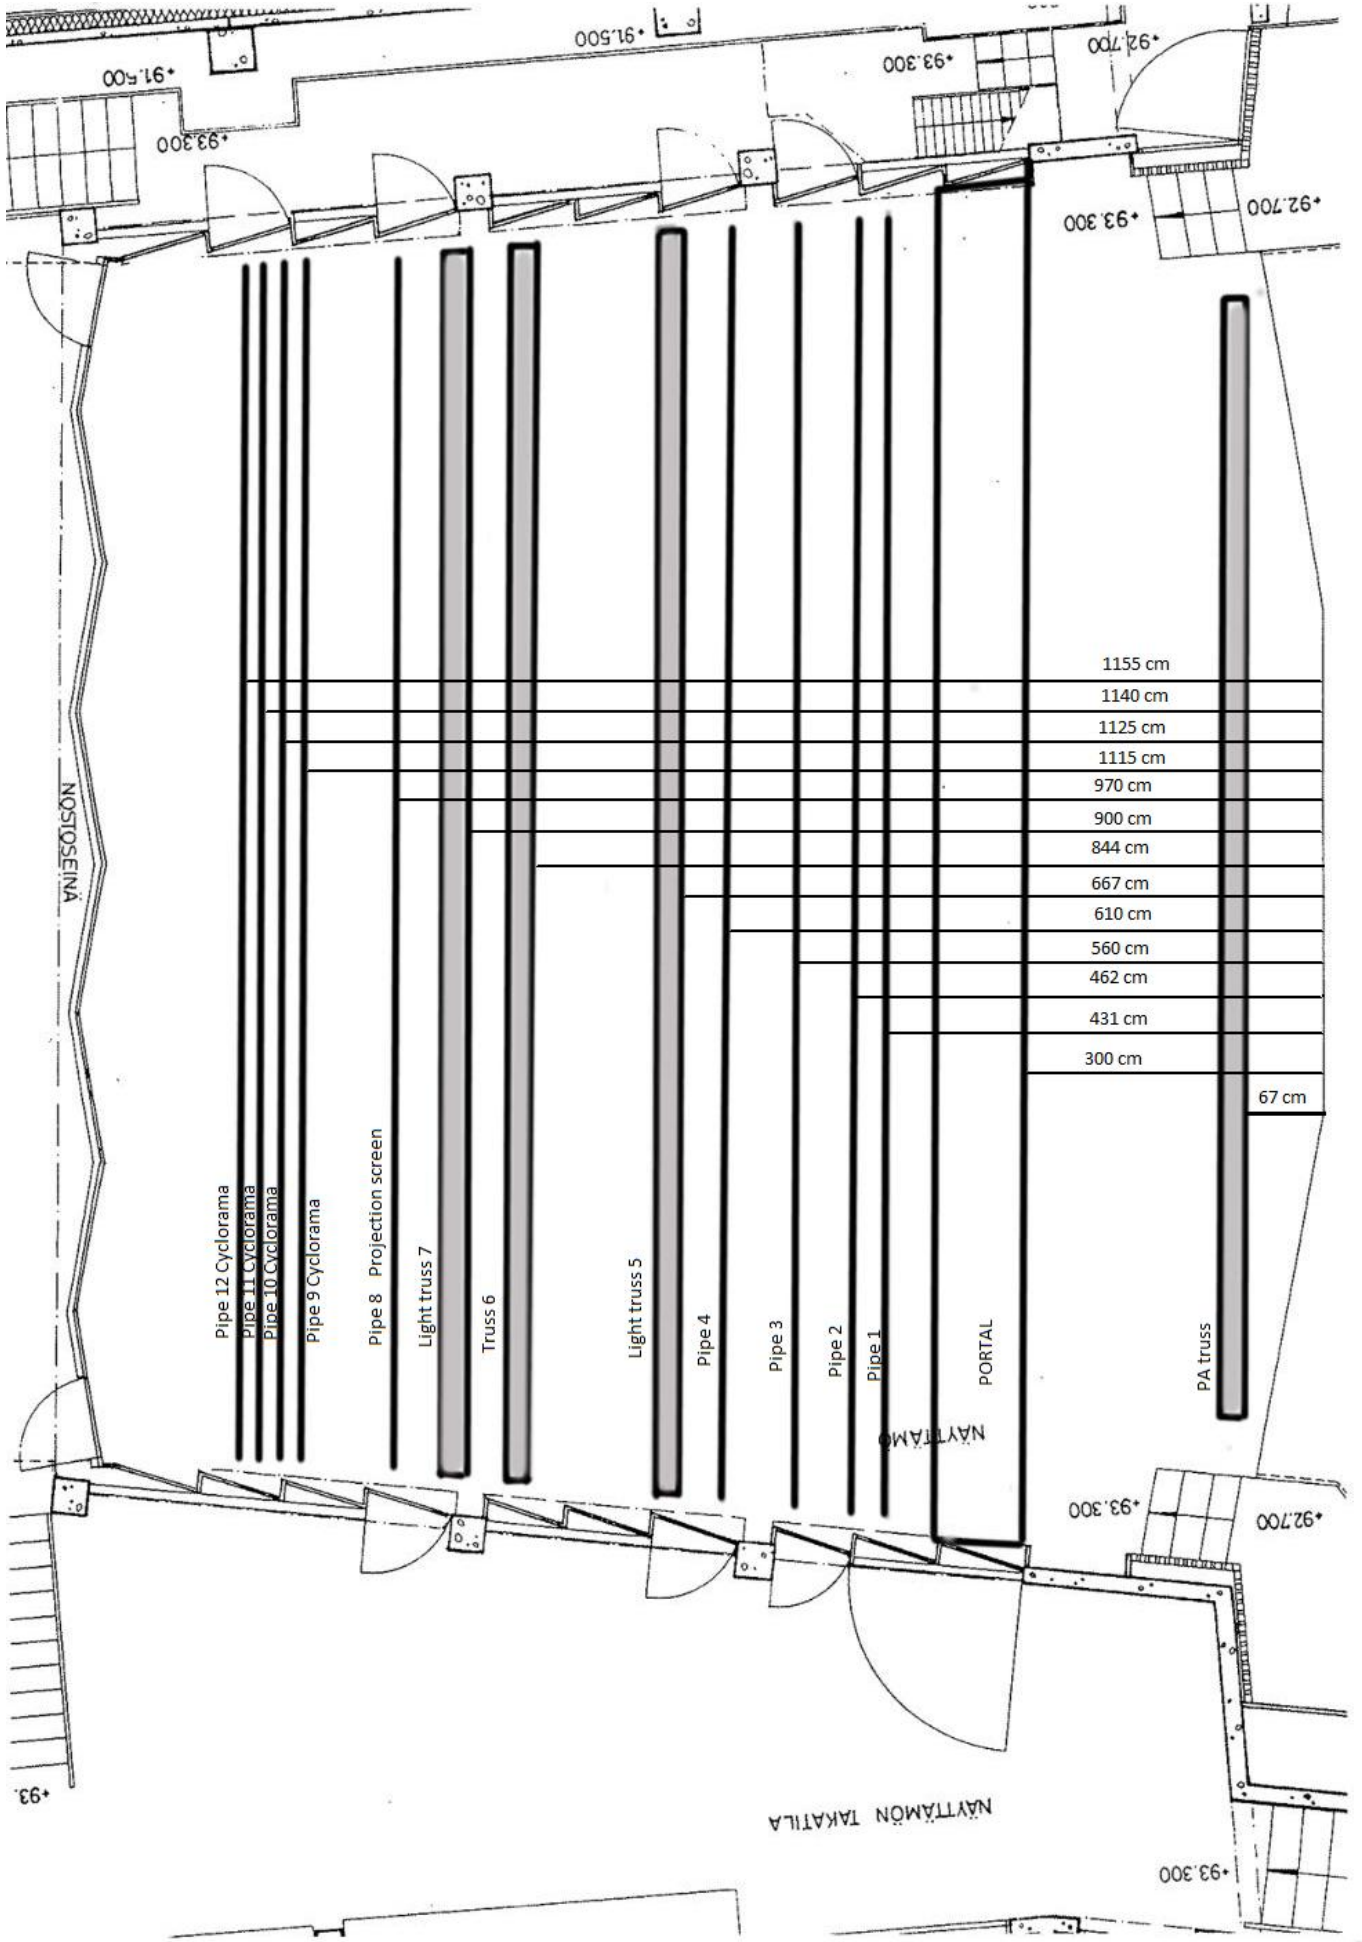 +91.500
+91.500
+93.300
+92.700
+93.300
+93.300
+92.700
1155 cm
1140 cm
1125 cm
1115 cm
970 cm
900 cm
844 cm
667 cm
610 cm
560 cm
462 cm
431 cm
300 cm
67 cm
NOSTOSEINÄ
Pipe 12 Cyclorama
Pipe 11 Cyclorama
Pipe 10 Cyclorama
Pipe 9 Cyclorama
Pipe 8 Projection screen
Light truss 7
Truss 6
Light truss 5
Pipe 4
Pipe 3
Pipe 2
Pipe 1
PORTAL
PA truss
NÄYTTÄMÖ
+93.300
+92.700
+93.
NÄYTTÄMÖN TAKATILA
+93.300